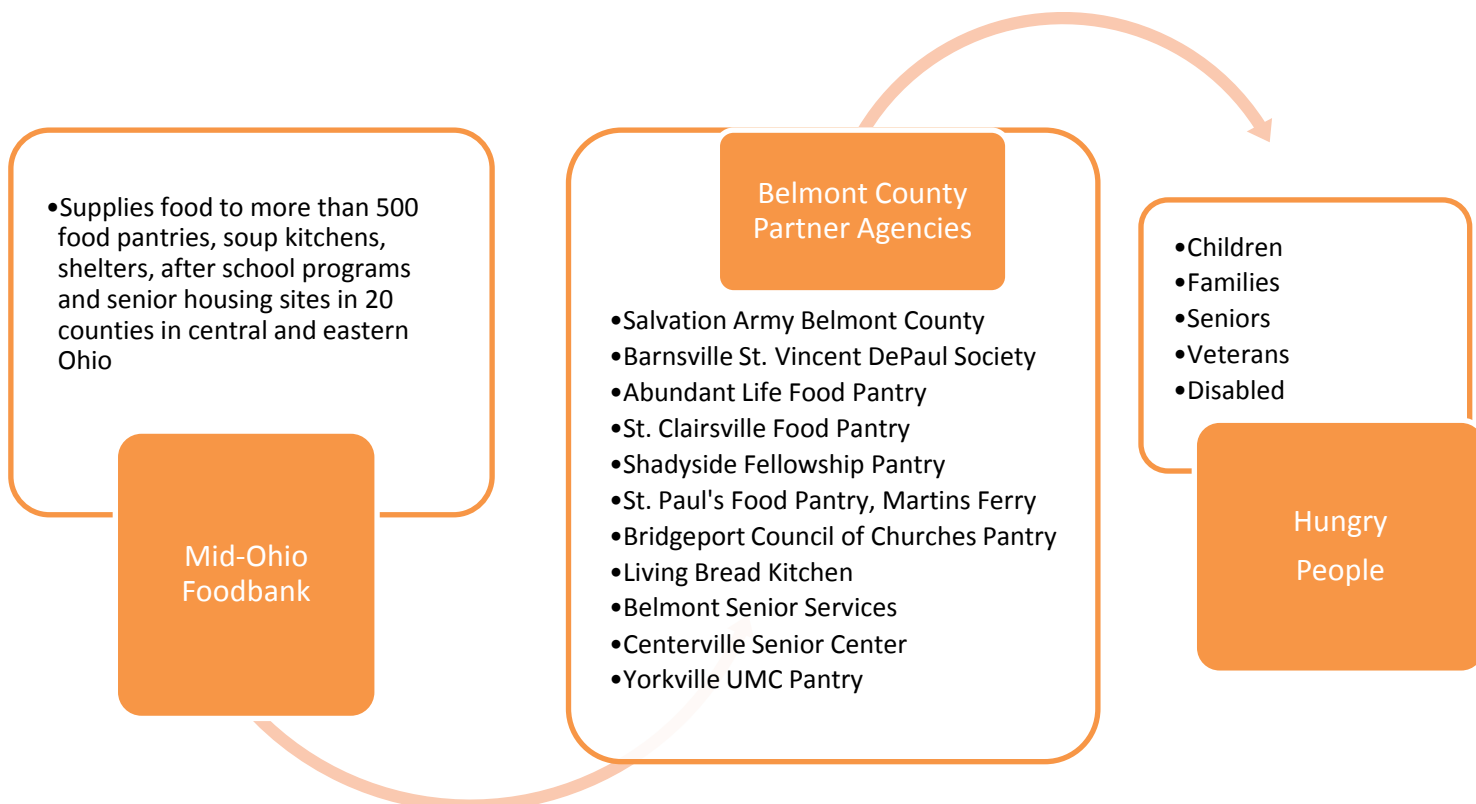 •Supplies food to more than 500
food pantries, soup kitchens,
shelters, after school programs
and senior housing sites in 20
counties in central and eastern
Ohio
Mid-Ohio
Foodbank
Belmont County
Partner Agencies
•Salvation Army Belmont County
•Barnsville St. Vincent DePaul Society
•Abundant Life Food Pantry
•St. Clairsville Food Pantry
•Shadyside Fellowship Pantry
•St. Paul's Food Pantry, Martins Ferry
•Bridgeport Council of Churches Pantry
•Living Bread Kitchen
•Belmont Senior Services
•Centerville Senior Center
•Yorkville UMC Pantry
•Children
•Families
•Seniors
•Veterans
•Disabled
Hungry
People